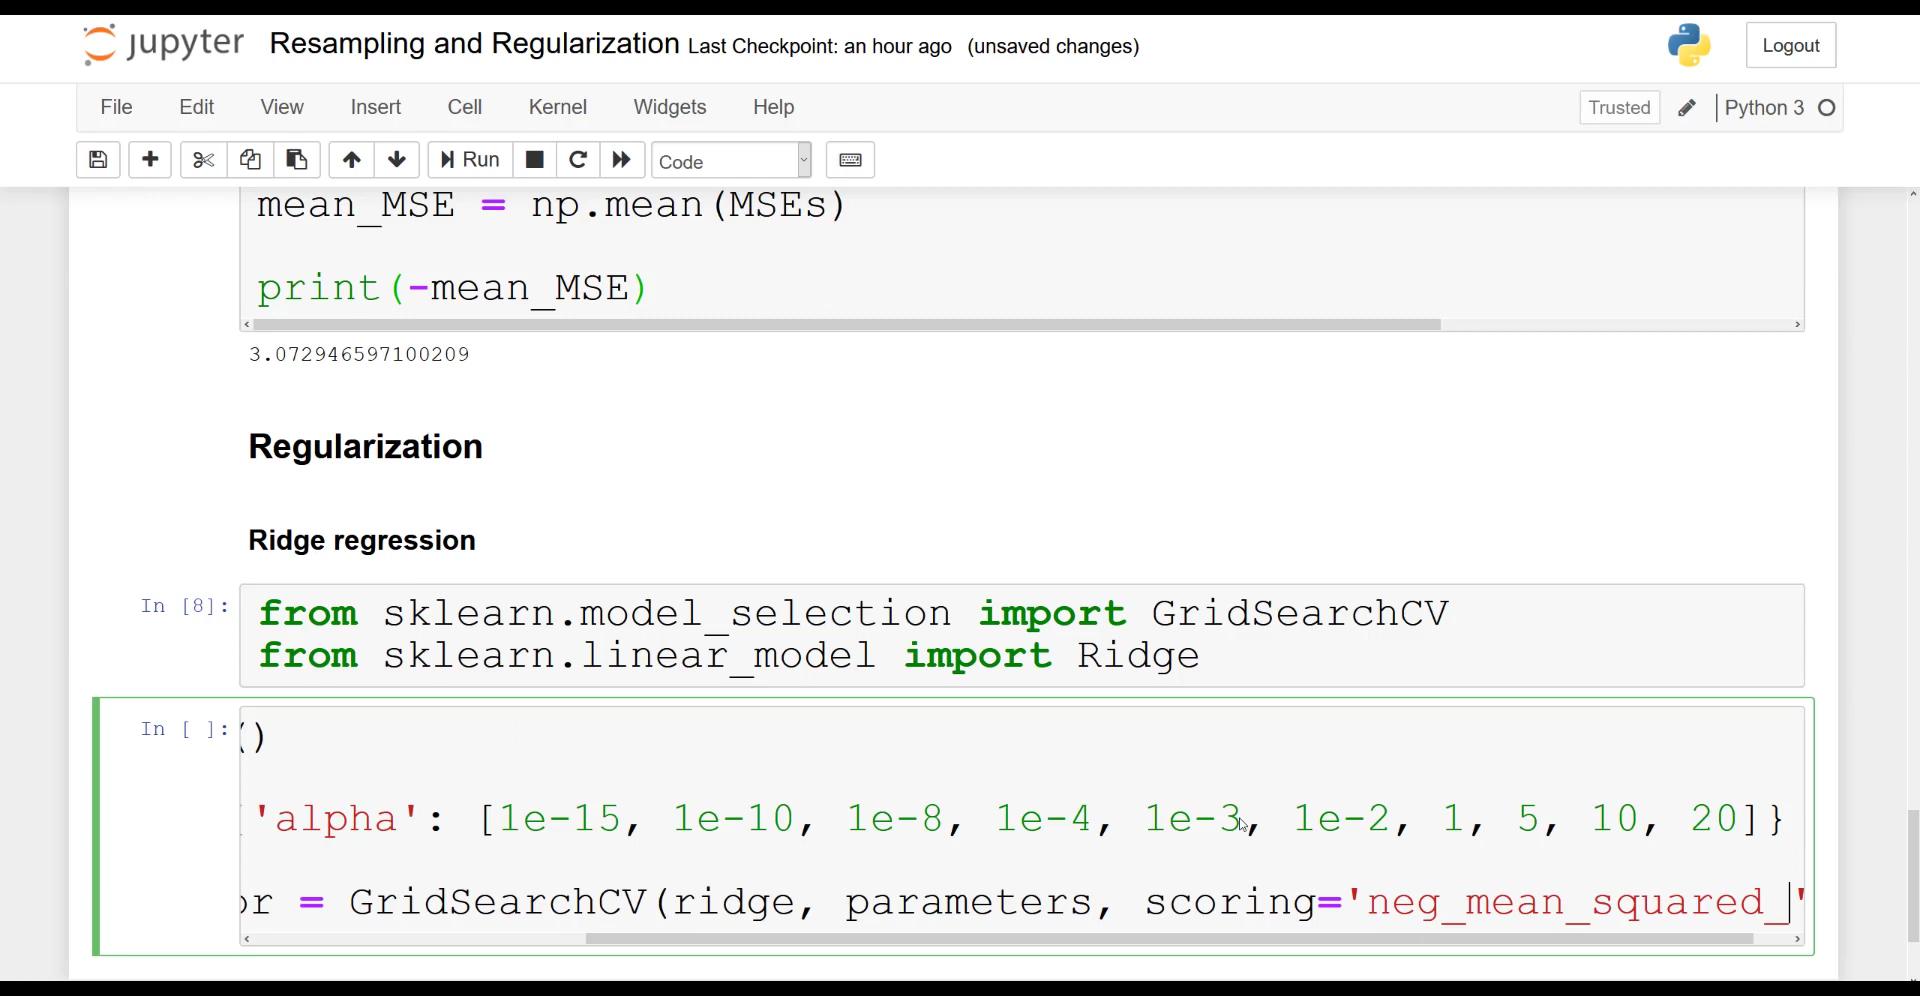 jupyter Resampling and Regularization Last Checkpoint: an hour ago (unsaved changes)
Logout
File Edit View Insert Cell Kernel Widgets Help
Trusted Python 3
Run Code
mean_MSE = np.mean(MSEs)
print(-mean_MSE)
3.072946597100209
Regularization
Ridge regression
In [8]:
from sklearn.model_selection import GridSearchCV
from sklearn.linear_model import Ridge
In [ ]:
()
'alpha': [1e-15, 1e-10, 1e-8, 1e-4, 1e-3, 1e-2, 1, 5, 10, 20]}
or = GridSearchCV(ridge, parameters, scoring='neg_mean_squared_'